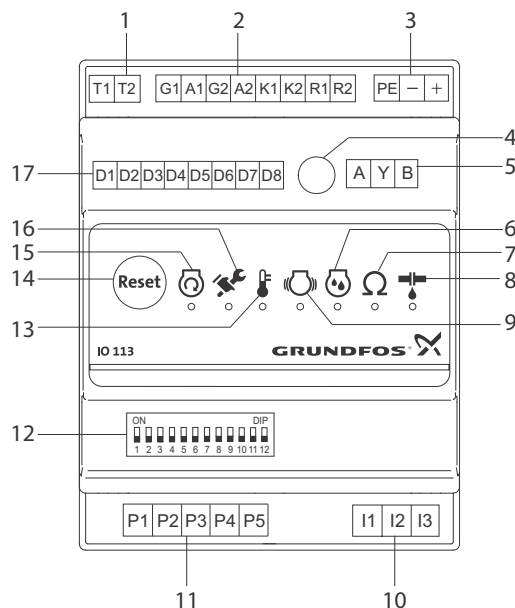 1 2 3
T1 T2 G1 A1 G2 A2 K1 K2 R1 R2 PE − +
4
17 D1 D2 D3 D4 D5 D6 D7 D8 A Y B 5
16 6
15 7
14 Reset Ω 8
13 9
IO 113 GRUNDFOS
ON DIP
12
1 2 3 4 5 6 7 8 9 10 11 12
P1 P2 P3 P4 P5 I1 I2 I3
11 10